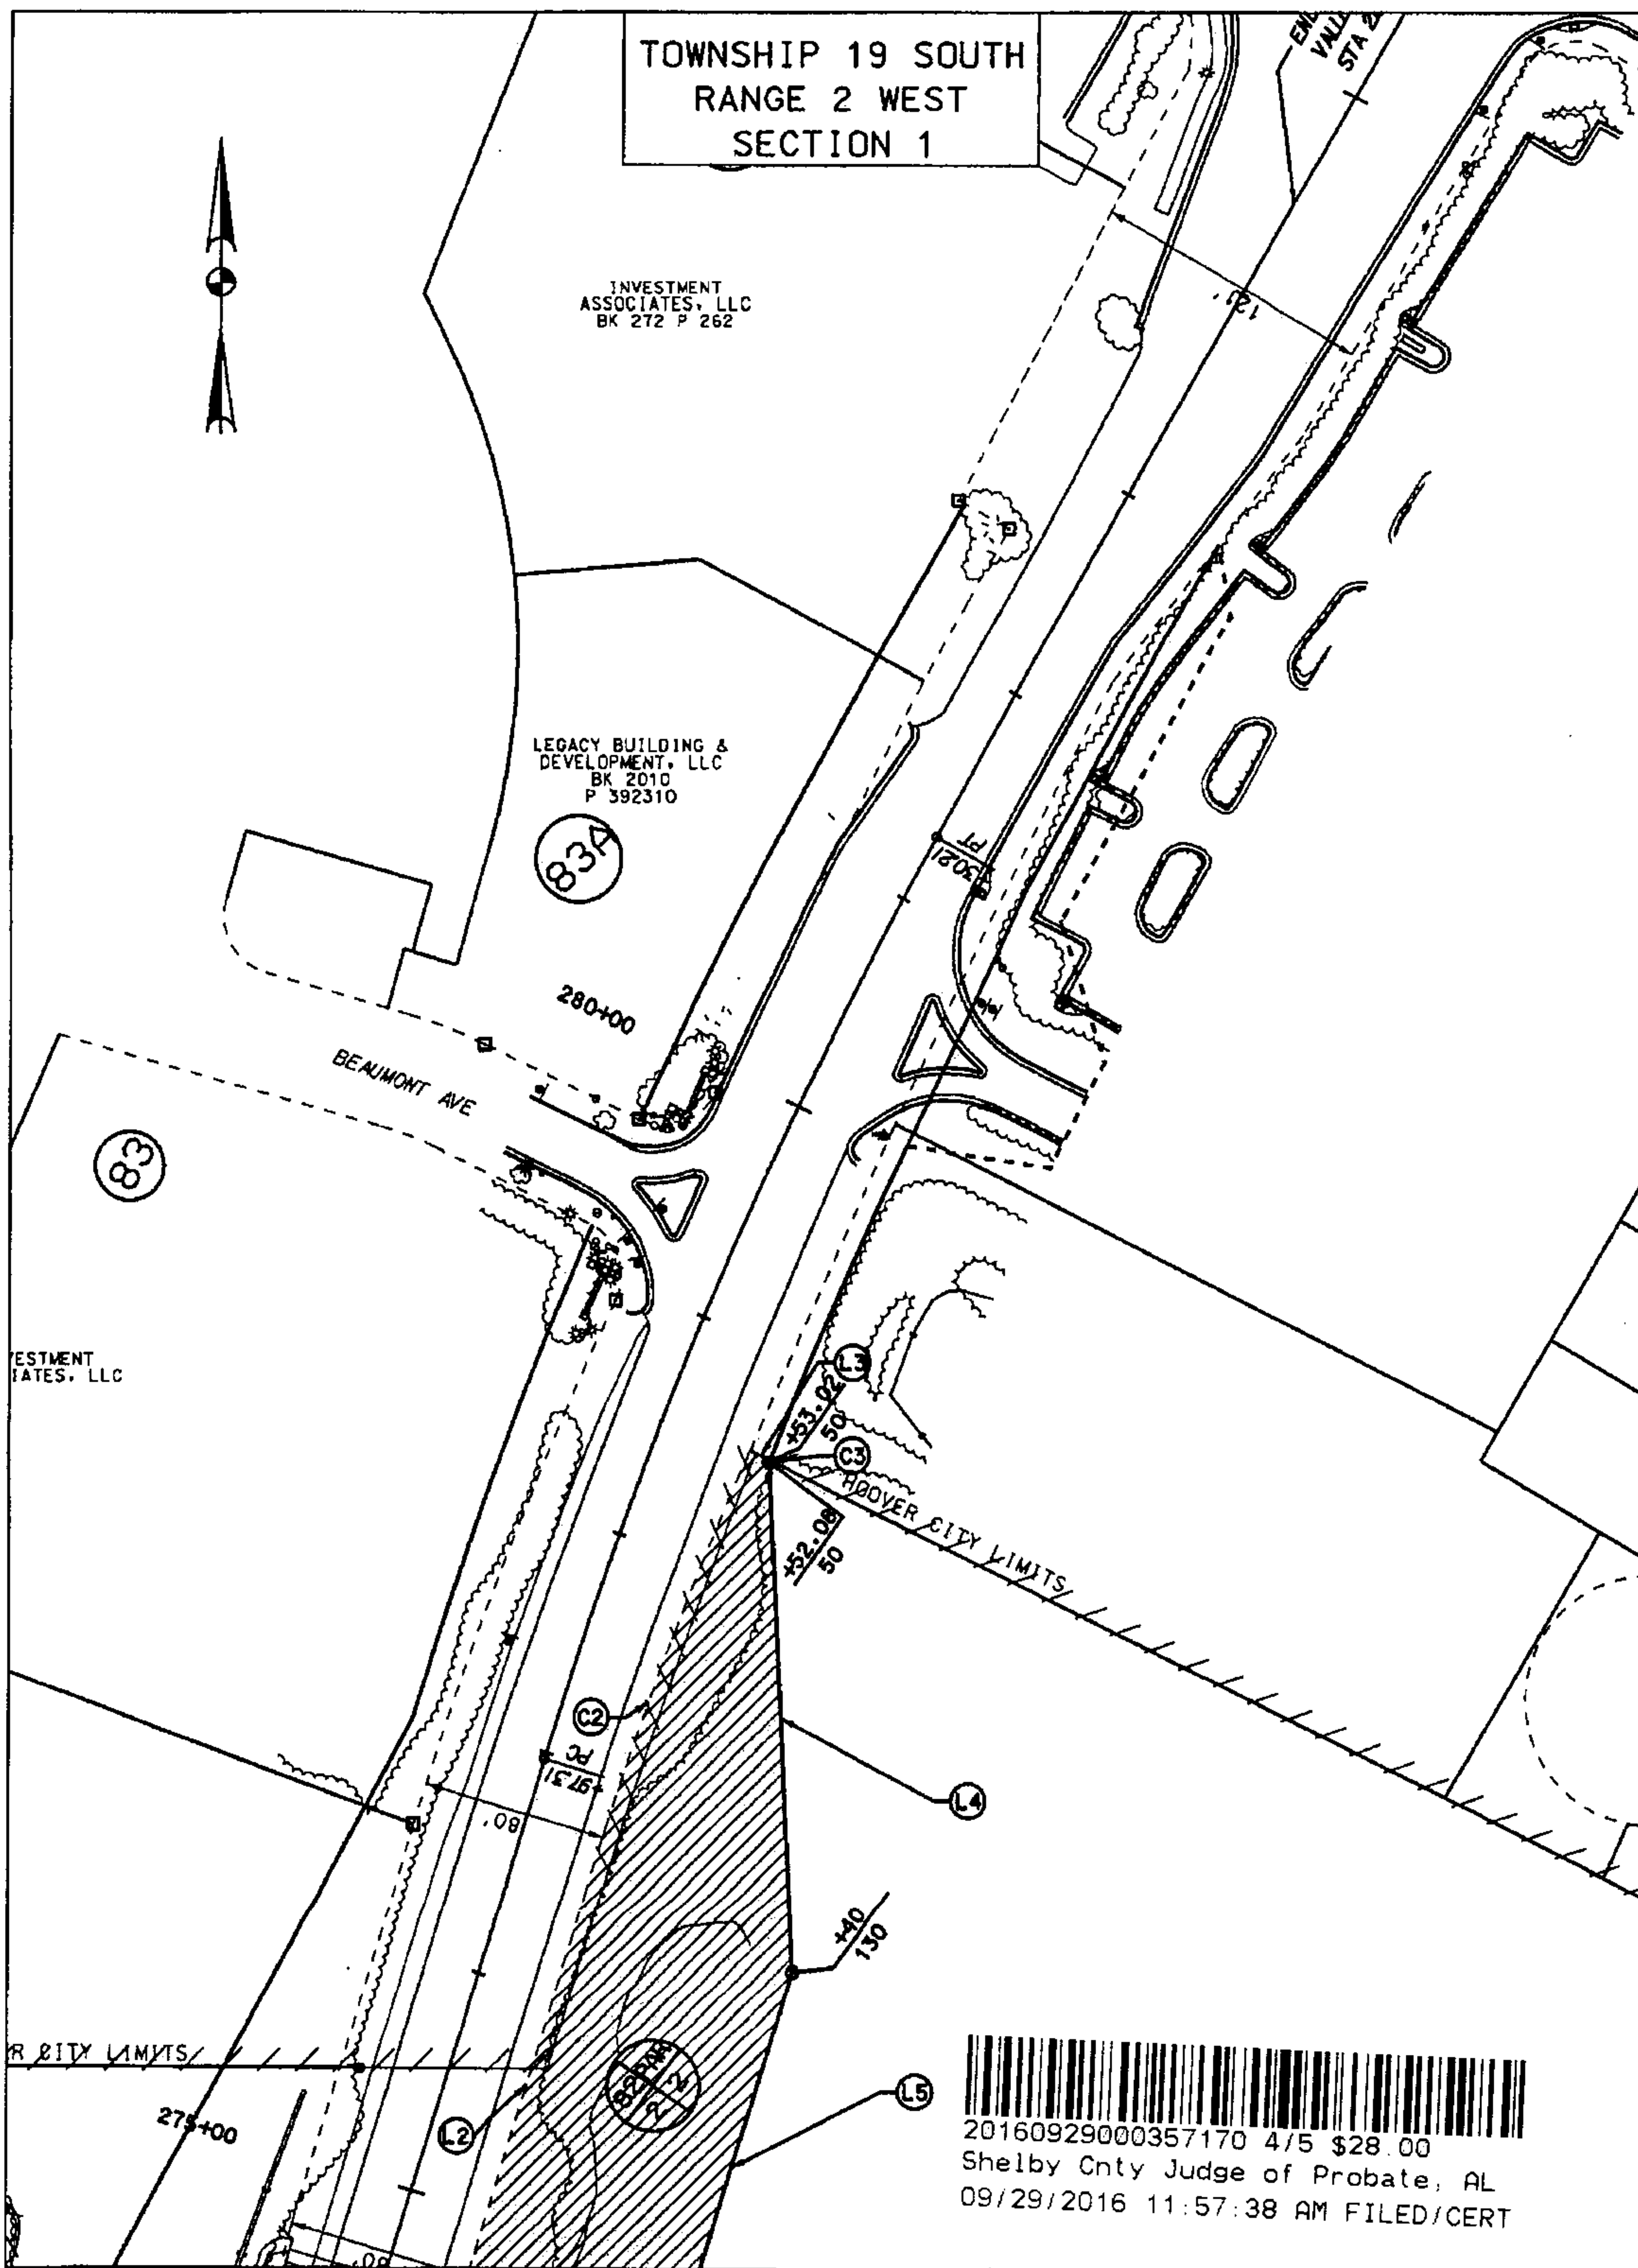 TOWNSHIP 19 SOUTH
RANGE 2 WEST
SECTION 1
STA
INVESTMENT
ASSOCIATES, LLC
BK 272 P 262
LEGACY BUILDING &
DEVELOPMENT, LLC
BK 2010
P 392310
83A
PT
280+00
BEAUMONT AVE
83
ESTMENT
IATES, LLC
L3
+53.02
50
C3
HOOVER CITY LIMITS
+52.08
50
C2
PC
+97.31
80'
L4
+40
130
R CITY LIMITS
275+00
L2
L5
20160929000357170 4/5 $28.00
Shelby Cnty Judge of Probate, AL
09/29/2016 11:57:38 AM FILED/CERT